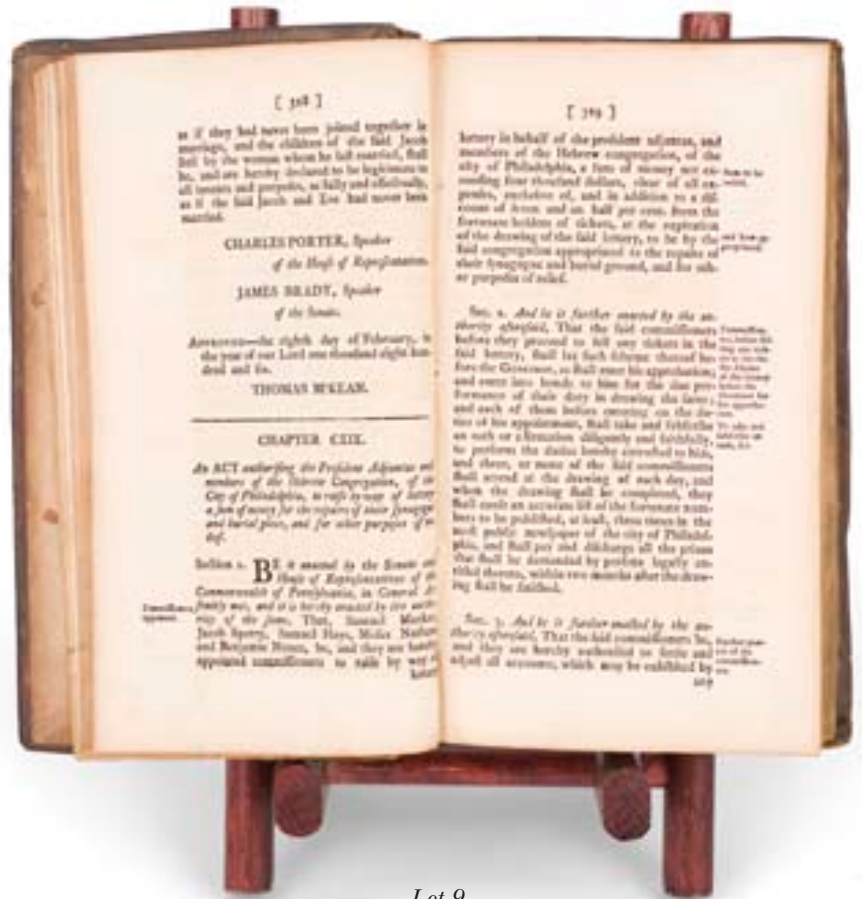 [ 318 ]
as if they had never been joined together in
marriage, and the children of the said Jacob
by the woman whom he last married, shall
be, and are hereby declared to be legitimate to
all intents and purposes, as fully and effectually,
as if the said Jacob and Eve had never been
married.
CHARLES PORTER, Speaker
of the House of Representatives.
JAMES BRADY, Speaker
of the Senate.
APPROVED—the eighth day of February, in
the year of our Lord one thousand eight hun-
dred and six.
THOMAS M'KEAN.
CHAPTER CXIX.
An ACT authorising the President Adjuntas and
members of the Hebrew Congregation, of the
City of Philadelphia, to raise by way of lottery
a sum of money for the repairs of their Synagogue
and burial place, and for other purposes of re-
lief.
Section 1. BE it enacted by the Senate and
House of Representatives of the
Commonwealth of Pennsylvania, in General As-
sembly met, and it is hereby enacted by the autho-
rity of the same, That, Samuel
Jacob Samuel Hays, Moses Nathans
and Benjamin Nones, be, and they are hereby
appointed commissioners to raise by way of
lottery
Commissioners
appointed.
[ 319 ]
lottery in behalf of the president adjuntas, and
members of the Hebrew congregation, of the
city of Philadelphia, a sum of money not ex-
ceeding four thousand dollars, clear of all ex-
penses, exclusive of, and in addition to a dis-
count of and an half per cent. from the
fortunate holders of tickets, at the expiration
of the drawing of the said lottery, to be by the
said congregation appropriated to the repairs of
their Synagogue and burial ground, and for oth-
er purposes of relief.
Sum to be
raised.
and how ap-
propriated.
Sec. 2. And be it further enacted by the au-
thority aforesaid, That the said commissioners
before they proceed to sell any tickets in the
said lottery, shall lay such scheme thereof be-
fore the Governor, as shall meet his approbation;
and enter into bonds to him for the due per-
formance of their duty in drawing the same;
and each of them before entering on the du-
ties of his appointment, shall take and subscribe
an oath or affirmation diligently and faithfully,
to perform the duties hereby entrusted to him,
and three, or more of the said commissioners
shall attend at the drawing of each day, and
when the drawing shall be completed, they
shall cause an accurate list of the fortunate num-
bers to be published, at least, three times in the
most public newspaper of the city of Philadel-
phia, and shall pay and discharge all the prizes
that shall be demanded by persons legally en-
titled thereto, within two months after the draw-
ing shall be finished.
Sec. 3. And be it further enacted by the au-
thority aforesaid, That the said commissioners be,
and they are hereby authorised to settle and
adjust all accounts, which may be exhibited by
any
Lot 9